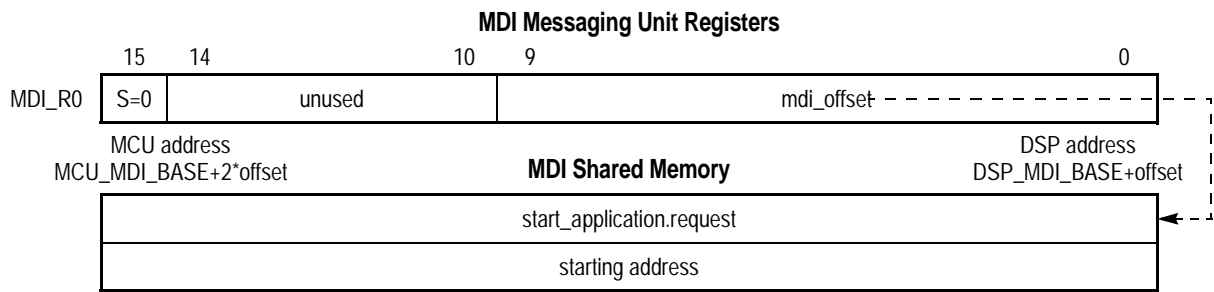 MDI Messaging Unit Registers
15 14 10 9 0
MDI_R0 S=0 unused mdi_offset
MCU address DSP address
MCU_MDI_BASE+2*offset MDI Shared Memory DSP_MDI_BASE+offset
start_application.request
starting address